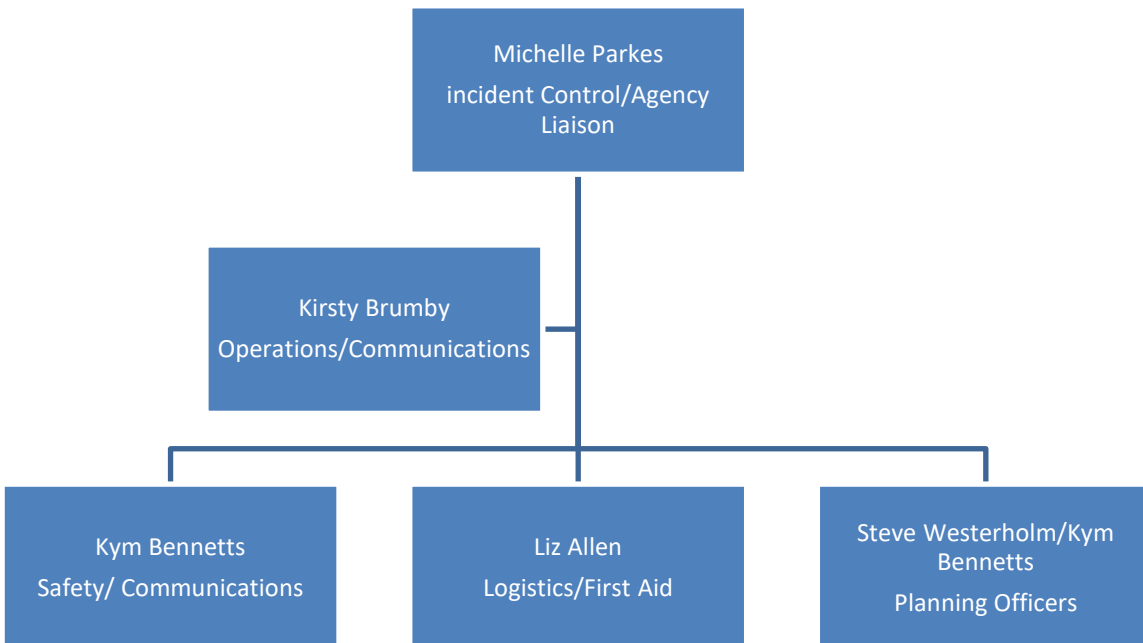 Michelle Parkes
incident Control/Agency
Liaison
Kirsty Brumby
Operations/Communications
Kym Bennetts
Safety/ Communications
Liz Allen
Logistics/First Aid
Steve Westerholm/Kym
Bennetts
Planning Officers